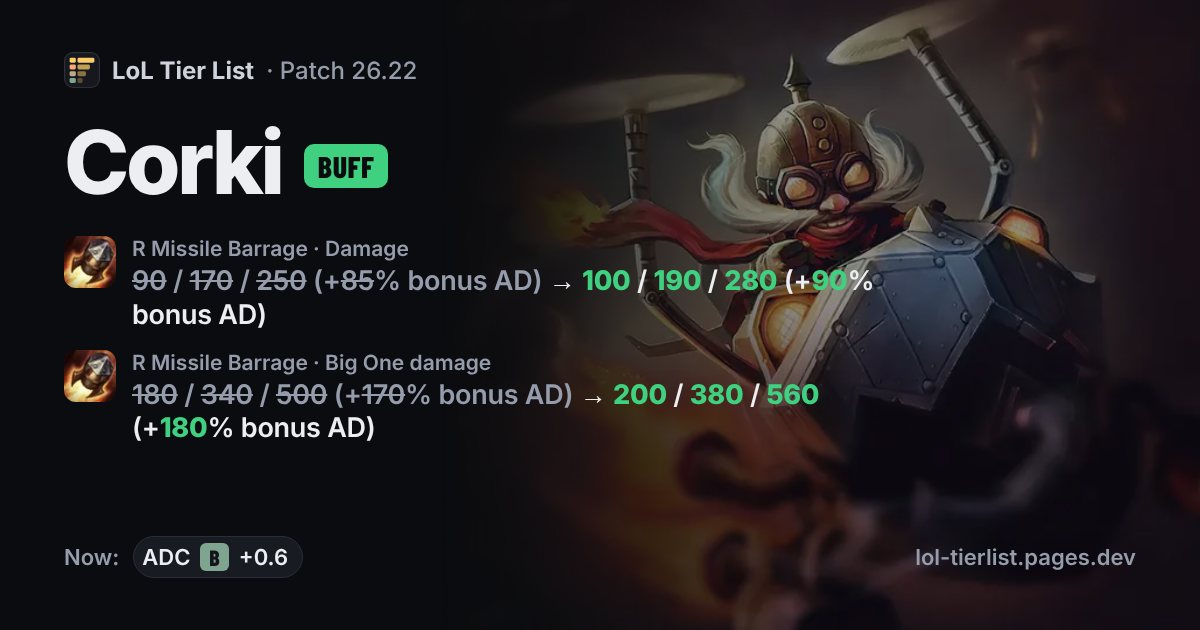 LoL Tier List · Patch 26.22
Corki BUFF
R Missile Barrage · Damage
90 / 170 / 250 (+85% bonus AD) → 100 / 190 / 280 (+90%
bonus AD)
R Missile Barrage · Big One damage
180 / 340 / 500 (+170% bonus AD) → 200 / 380 / 560
(+180% bonus AD)
Now: ADC B +0.6
lol-tierlist.pages.dev